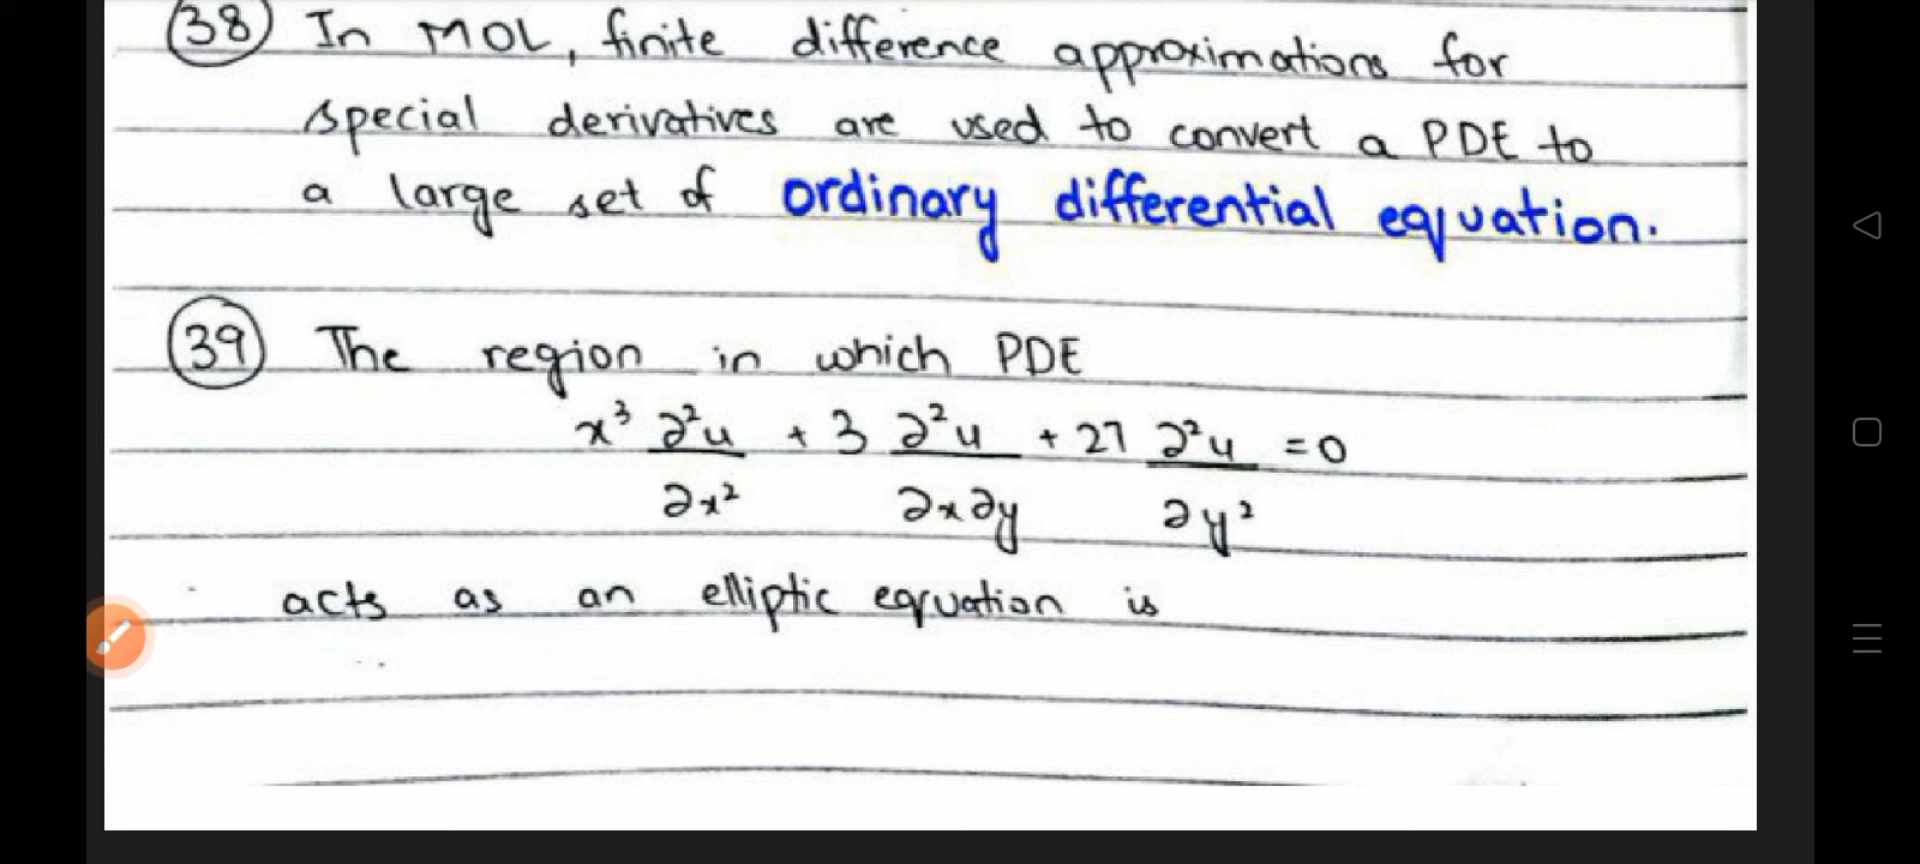 38 In MOL, finite difference approximations for
special derivatives are used to convert a PDE to
a large set of ordinary differential equation.
39 The region in which PDE
x³ ∂²u/∂x² + 3 ∂²u/∂x∂y + 27 ∂²u/∂y² = 0
acts as an elliptic equation is